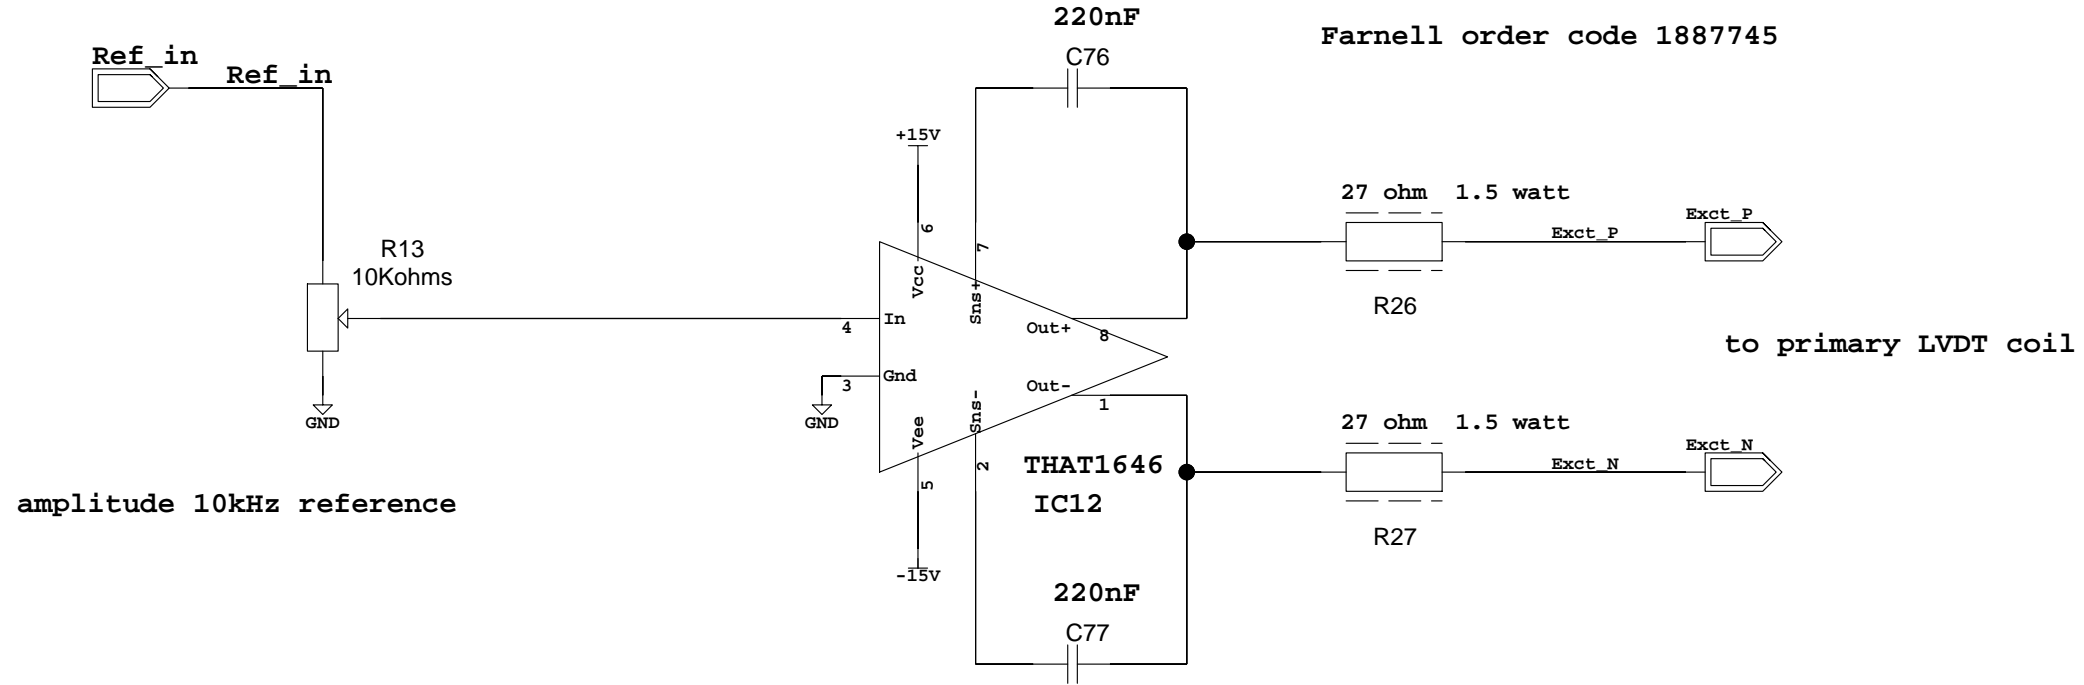 220nF
Farnell order code 1887745
Ref_in
C76
Ref_in
+15V
27 ohm  1.5 watt
Exct_P
6
Exct_P
7
R13
10Kohms
Vcc
Sns+
R26
In
4
Out+
8
to primary LVDT coil
Gnd
3
Out-
1
Sns-
GND
GND
27 ohm  1.5 watt
Vee
Exct_N
2
THAT1646
Exct_N
5
amplitude 10kHz reference
IC12
R27
-15V
220nF
C77